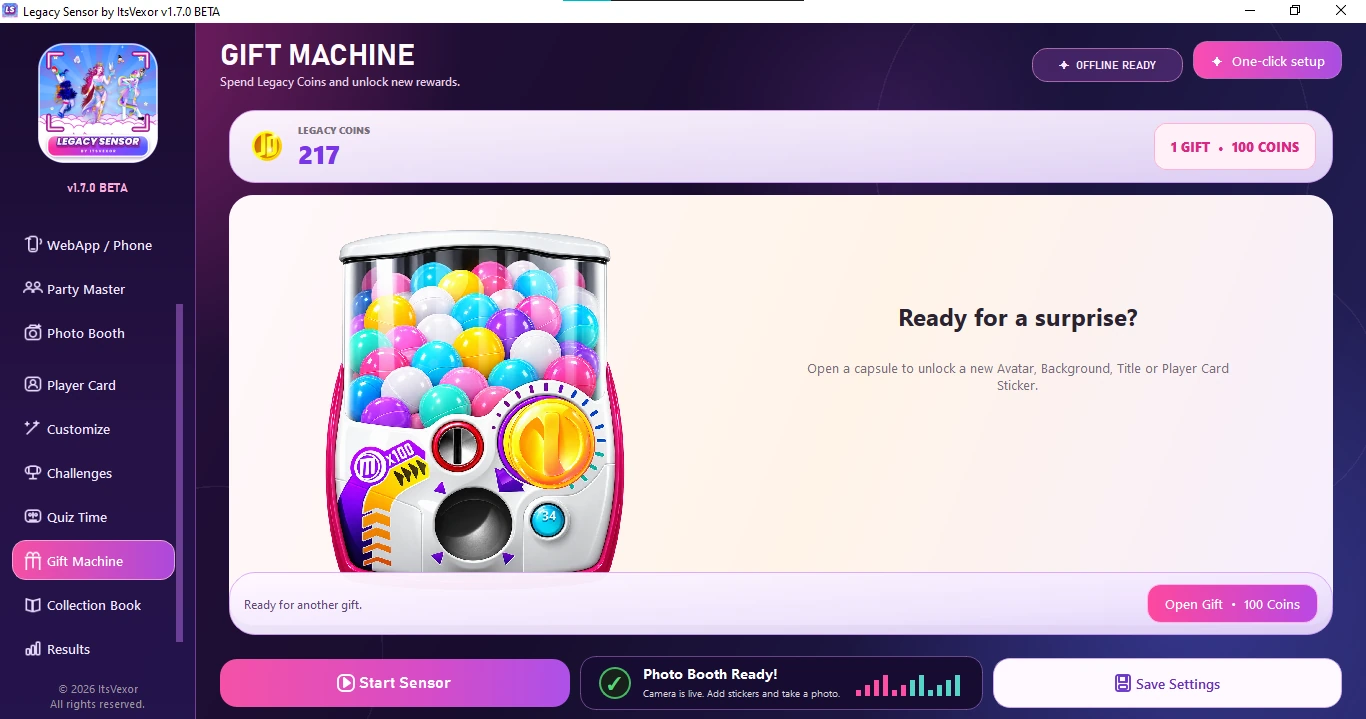 Legacy Sensor by ItsVexor v1.7.0 BETA
LEGACY SENSOR
BY ITSVEXOR
v1.7.0 BETA
WebApp / Phone
Party Master
Photo Booth
Player Card
Customize
Challenges
Quiz Time
Gift Machine
Collection Book
Results
© 2026 ItsVexor
All rights reserved.
GIFT MACHINE
Spend Legacy Coins and unlock new rewards.
OFFLINE READY
One-click setup
LEGACY COINS
217
1 GIFT • 100 COINS
x100
34
Ready for a surprise?
Open a capsule to unlock a new Avatar, Background, Title or Player Card
Sticker.
Ready for another gift.
Open Gift • 100 Coins
Start Sensor
Photo Booth Ready!
Camera is live. Add stickers and take a photo.
Save Settings